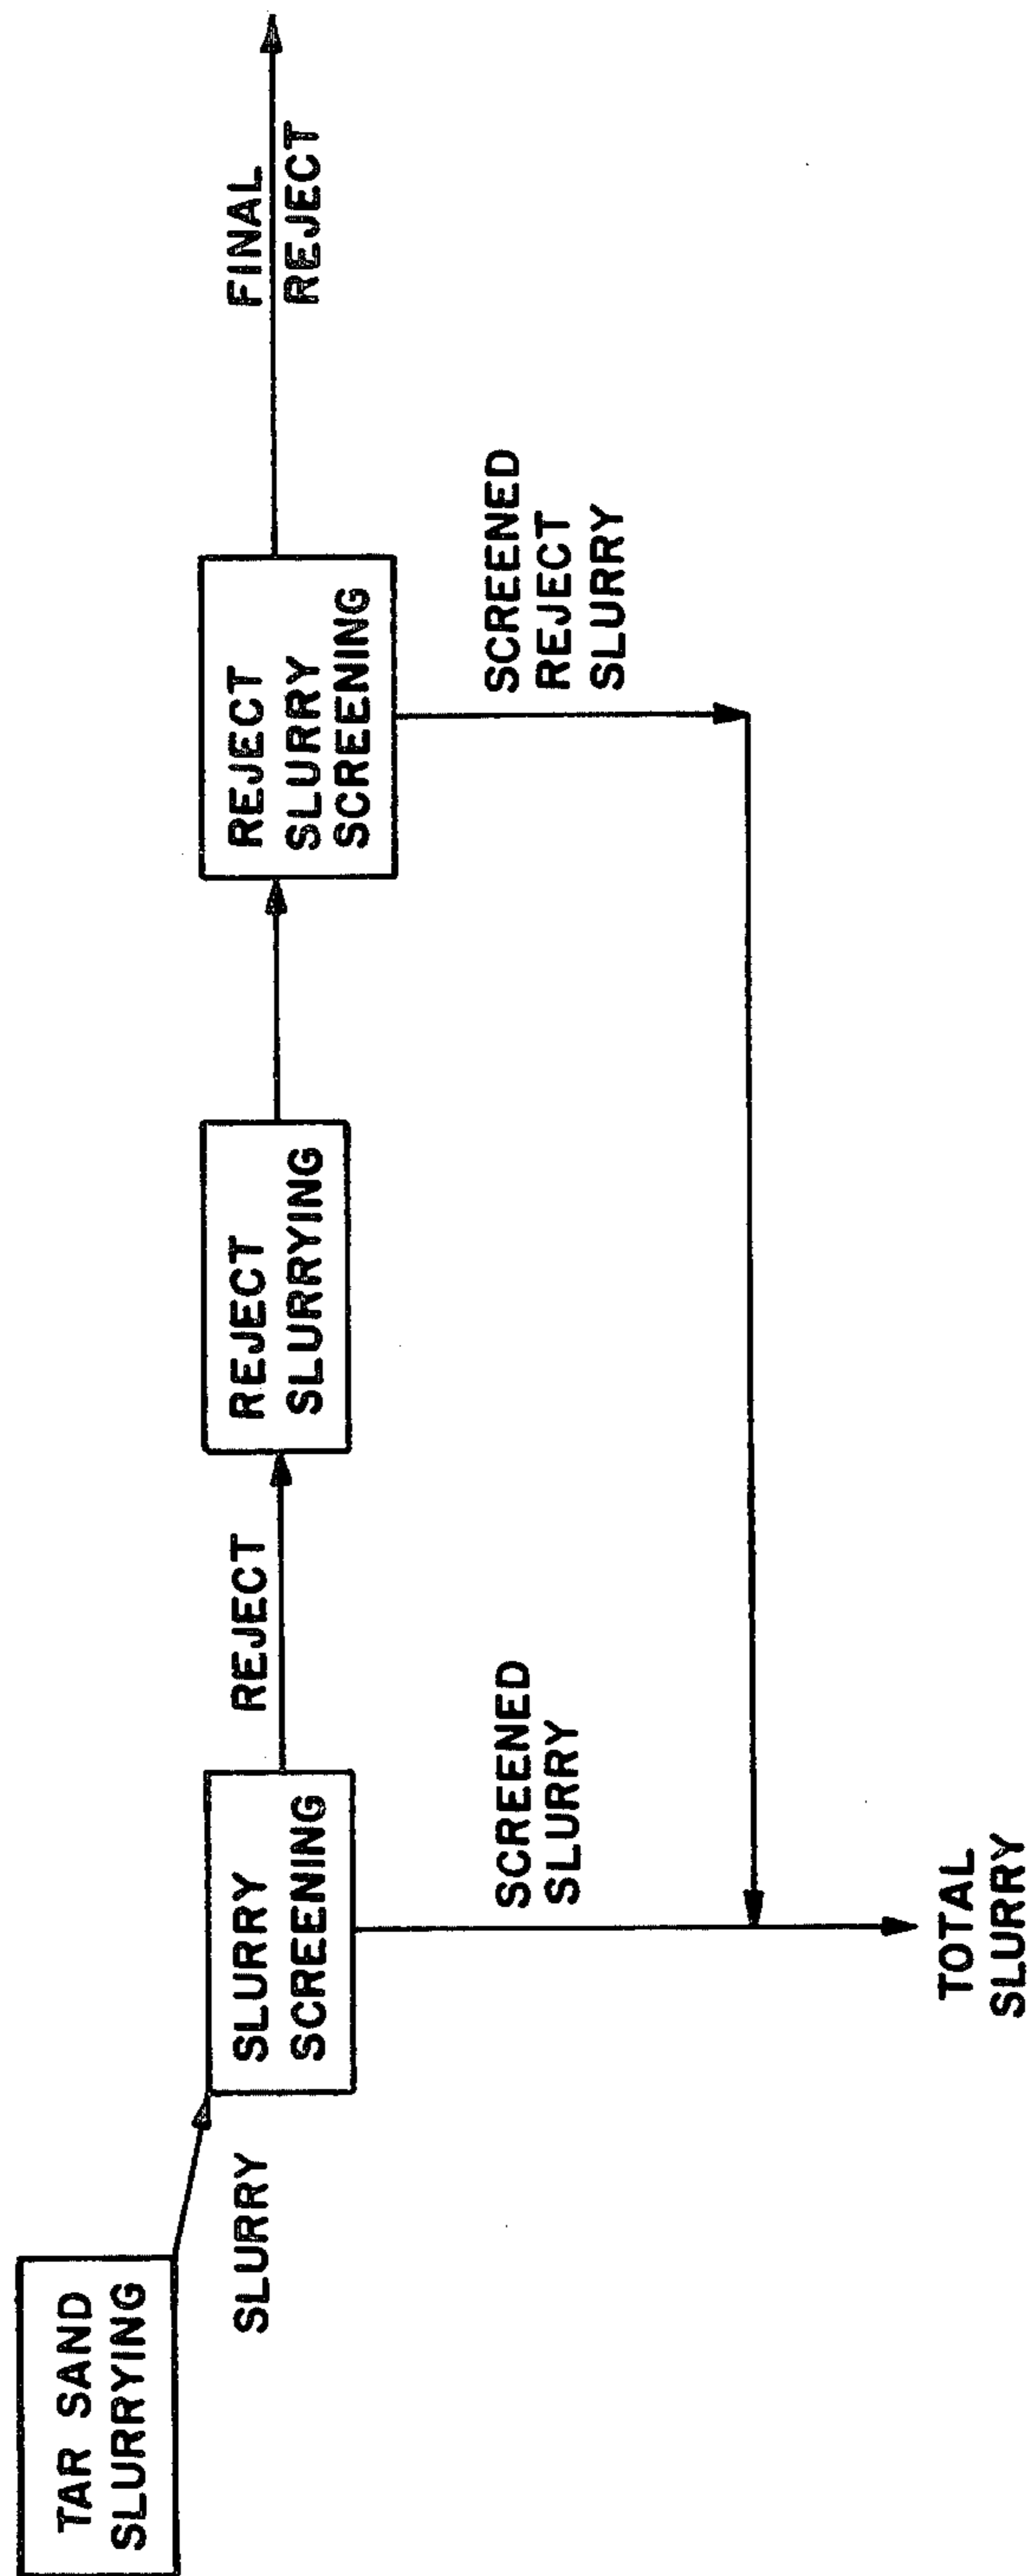 TAR SAND
SLURRYING
SLURRY
SLURRY
SCREENING
REJECT
REJECT
SLURRYING
REJECT
SLURRY
SCREENING
FINAL
REJECT
SCREENED
SLURRY
SCREENED
REJECT
SLURRY
TOTAL
SLURRY